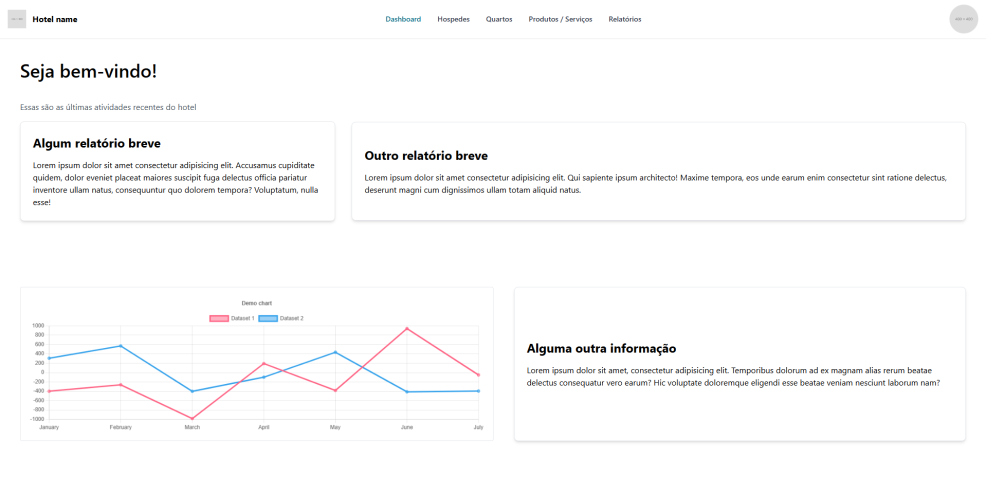 Hotel name
Dashboard Hospedes Quartos Produtos / Serviços Relatórios
Seja bem-vindo!
Essas são as últimas atividades recentes do hotel
Algum relatório breve
Lorem ipsum dolor sit amet consectetur adipisicing elit. Accusamus cupiditate
quidem, dolor eveniet placeat maiores suscipit fuga delectus officia pariatur
inventore ullam natus, consequuntur quo dolorem tempora? Voluptatum, nulla
esse!
Outro relatório breve
Lorem ipsum dolor sit amet consectetur adipisicing elit. Qui sapiente ipsum architecto! Maxime tempora, eos unde earum enim consectetur sint ratione delectus,
deserunt magni cum dignissimos ullam totam aliquid natus.
Demo chart
Dataset 1 Dataset 2
1000
800
600
400
200
0
-200
-400
-600
-800
-1000
January February March April May June July
Alguma outra informação
Lorem ipsum dolor sit amet, consectetur adipisicing elit. Temporibus dolorum ad ex magnam alias rerum beatae
delectus consequatur vero earum? Hic voluptate doloremque eligendi esse beatae veniam nesciunt laborum nam?